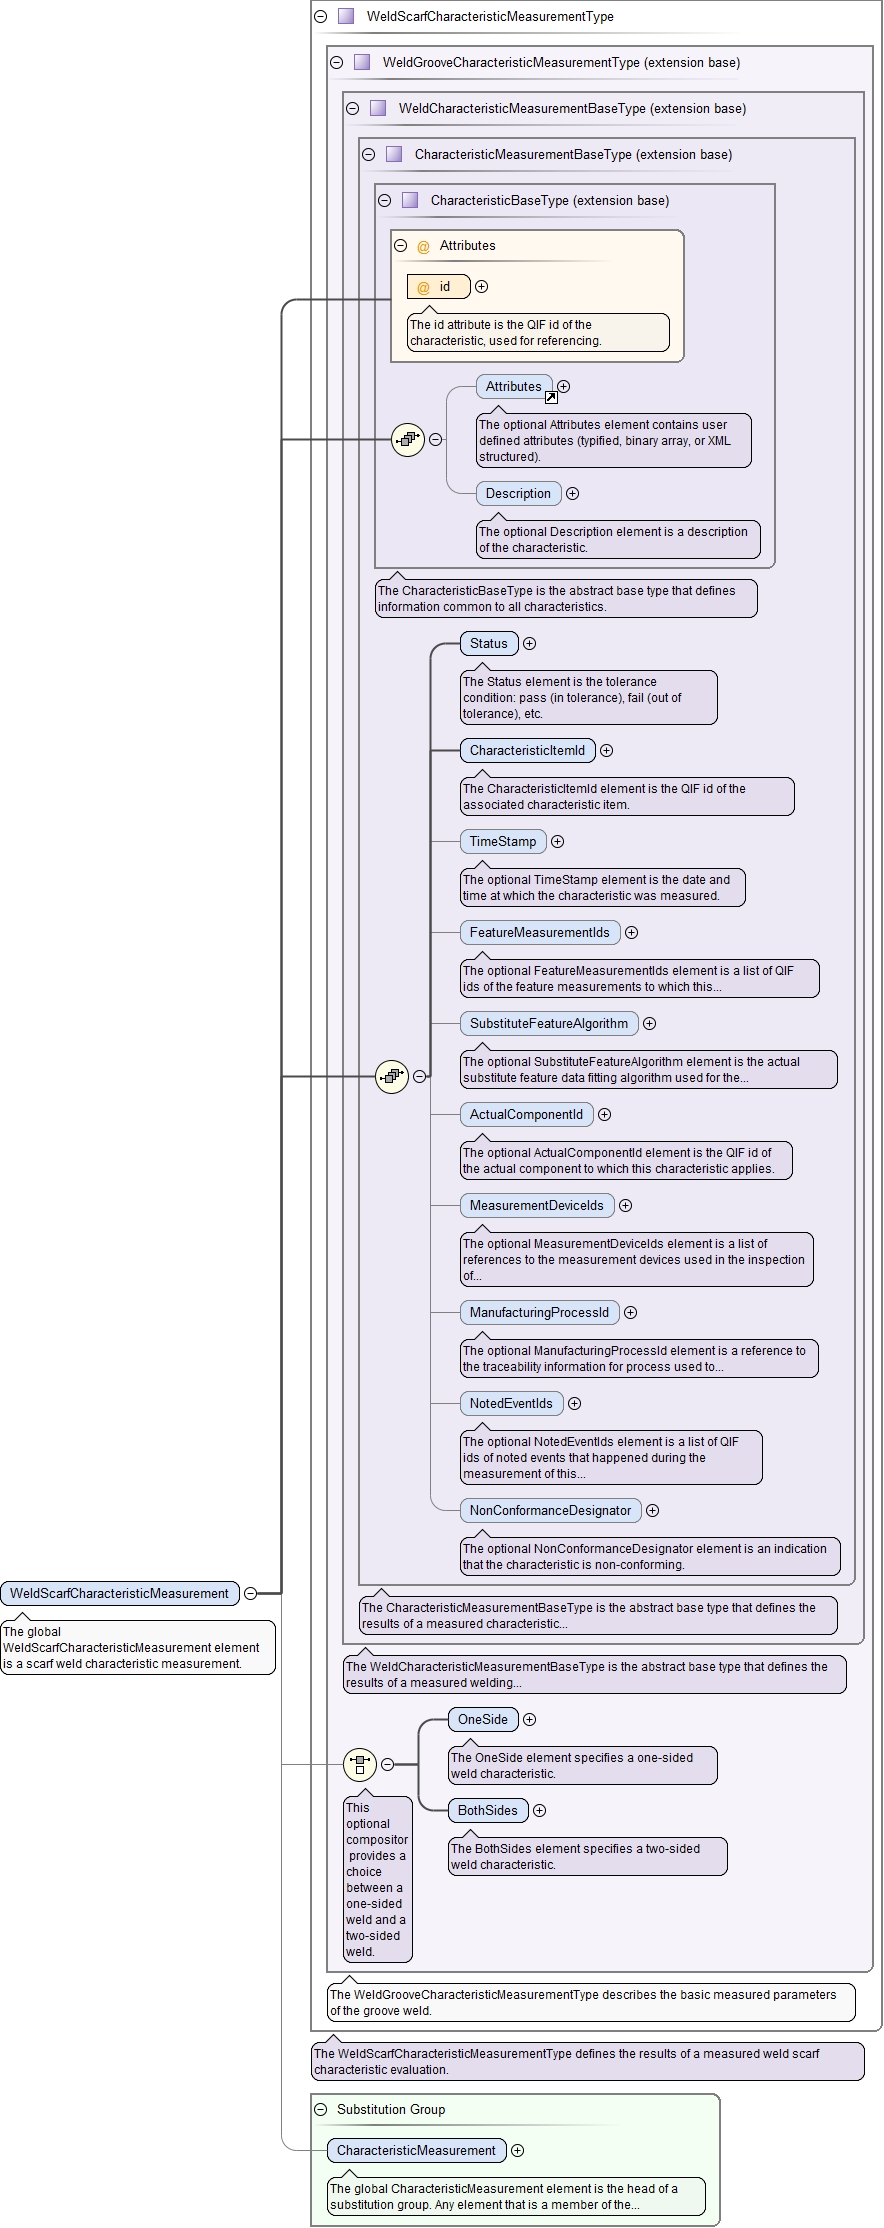 WeldScarfCharacteristicMeasurementType
WeldGrooveCharacteristicMeasurementType (extension base)
WeldCharacteristicMeasurementBaseType (extension base)
CharacteristicMeasurementBaseType (extension base)
CharacteristicBaseType (extension base)
@ Attributes
@ id
The id attribute is the QIF id of the
characteristic, used for referencing.
Attributes
The optional Attributes element contains user
defined attributes (typified, binary array, or XML
structured).
Description
The optional Description element is a description
of the characteristic.
The CharacteristicBaseType is the abstract base type that defines
information common to all characteristics.
Status
The Status element is the tolerance
condition: pass (in tolerance), fail (out of
tolerance), etc.
CharacteristicItemId
The CharacteristicItemId element is the QIF id of the
associated characteristic item.
TimeStamp
The optional TimeStamp element is the date and
time at which the characteristic was measured.
FeatureMeasurementIds
The optional FeatureMeasurementIds element is a list of QIF
ids of the feature measurements to which this...
SubstituteFeatureAlgorithm
The optional SubstituteFeatureAlgorithm element is the actual
substitute feature data fitting algorithm used for the...
ActualComponentId
The optional ActualComponentId element is the QIF id of
the actual component to which this characteristic applies.
MeasurementDeviceIds
The optional MeasurementDeviceIds element is a list of
references to the measurement devices used in the inspection
of...
ManufacturingProcessId
The optional ManufacturingProcessId element is a reference to
the traceability information for process used to...
NotedEventIds
The optional NotedEventIds element is a list of QIF
ids of noted events that happened during the
measurement of this...
NonConformanceDesignator
The optional NonConformanceDesignator element is an indication
that the characteristic is non-conforming.
WeldScarfCharacteristicMeasurement
The global
WeldScarfCharacteristicMeasurement element
is a scarf weld characteristic measurement.
The CharacteristicMeasurementBaseType is the abstract base type that defines the
results of a measured characteristic...
The WeldCharacteristicMeasurementBaseType is the abstract base type that defines the
results of a measured welding...
OneSide
The OneSide element specifies a one-sided
weld characteristic.
BothSides
The BothSides element specifies a two-sided
weld characteristic.
This
optional
compositor
provides a
choice
between a
one-sided
weld and a
two-sided
weld.
The WeldGrooveCharacteristicMeasurementType describes the basic measured parameters
of the groove weld.
The WeldScarfCharacteristicMeasurementType defines the results of a measured weld scarf
characteristic evaluation.
Substitution Group
CharacteristicMeasurement
The global CharacteristicMeasurement element is the head of a
substitution group. Any element that is a member of the...